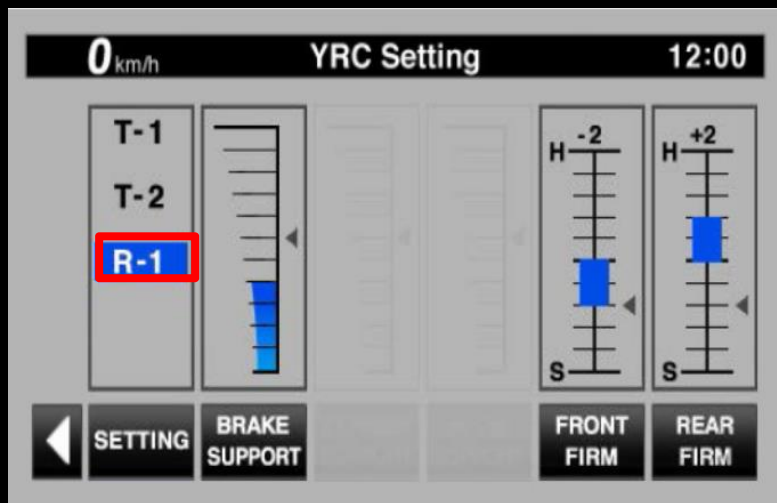 0 km/h YRC Setting 12:00
T-1
T-2
R-1
-2
H
S
+2
H
S
SETTING
BRAKE
SUPPORT
FRONT
FIRM
REAR
FIRM